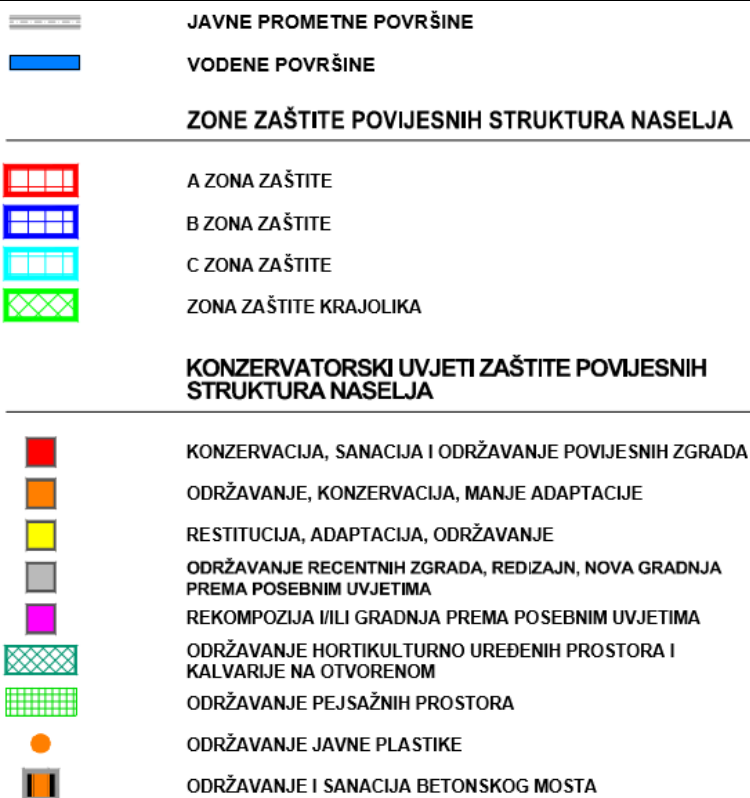 JAVNE PROMETNE POVRŠINE
VODENE POVRŠINE
ZONE ZAŠTITE POVIJESNIH STRUKTURA NASELJA
A ZONA ZAŠTITE
B ZONA ZAŠTITE
C ZONA ZAŠTITE
ZONA ZAŠTITE KRAJOLIKA
KONZERVATORSKI UVJETI ZAŠTITE POVIJESNIH
STRUKTURA NASELJA
KONZERVACIJA, SANACIJA I ODRŽAVANJE POVIJESNIH ZGRADA
ODRŽAVANJE, KONZERVACIJA, MANJE ADAPTACIJE
RESTITUCIJA, ADAPTACIJA, ODRŽAVANJE
ODRŽAVANJE RECENTNIH ZGRADA, REDIZAJN, NOVA GRADNJA
PREMA POSEBNIM UVJETIMA
REKOMPOZIJA I/ILI GRADNJA PREMA POSEBNIM UVJETIMA
ODRŽAVANJE HORTIKULTURNO UREĐENIH PROSTORA I
KALVARIJE NA OTVORENOM
ODRŽAVANJE PEJSAŽNIH PROSTORA
ODRŽAVANJE JAVNE PLASTIKE
ODRŽAVANJE I SANACIJA BETONSKOG MOSTA